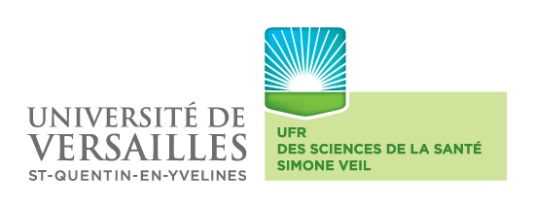 UNIVERSITÉ DE
VERSAILLES
ST-QUENTIN-EN-YVELINES
UFR
DES SCIENCES DE LA SANTÉ
SIMONE VEIL